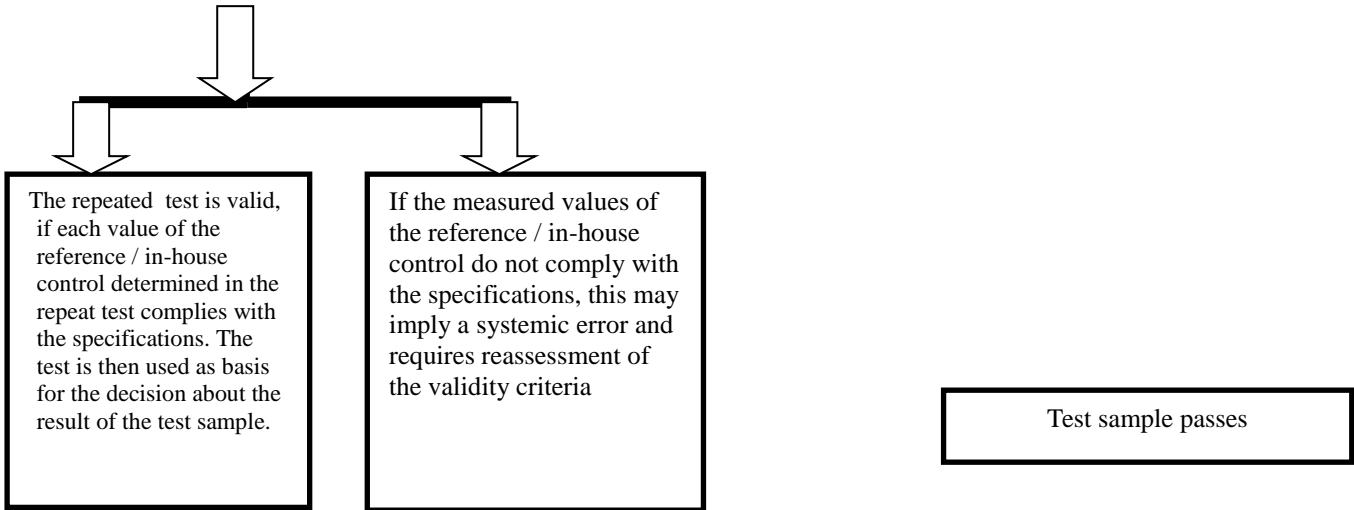 The repeated  test is valid,
if each value of the
reference / in-house
control determined in the
repeat test complies with
the specifications. The
test is then used as basis
for the decision about the
result of the test sample.
If the measured values of
the reference / in-house
control do not comply with
the specifications, this may
imply a systemic error and
requires reassessment of
the validity criteria
Test sample passes